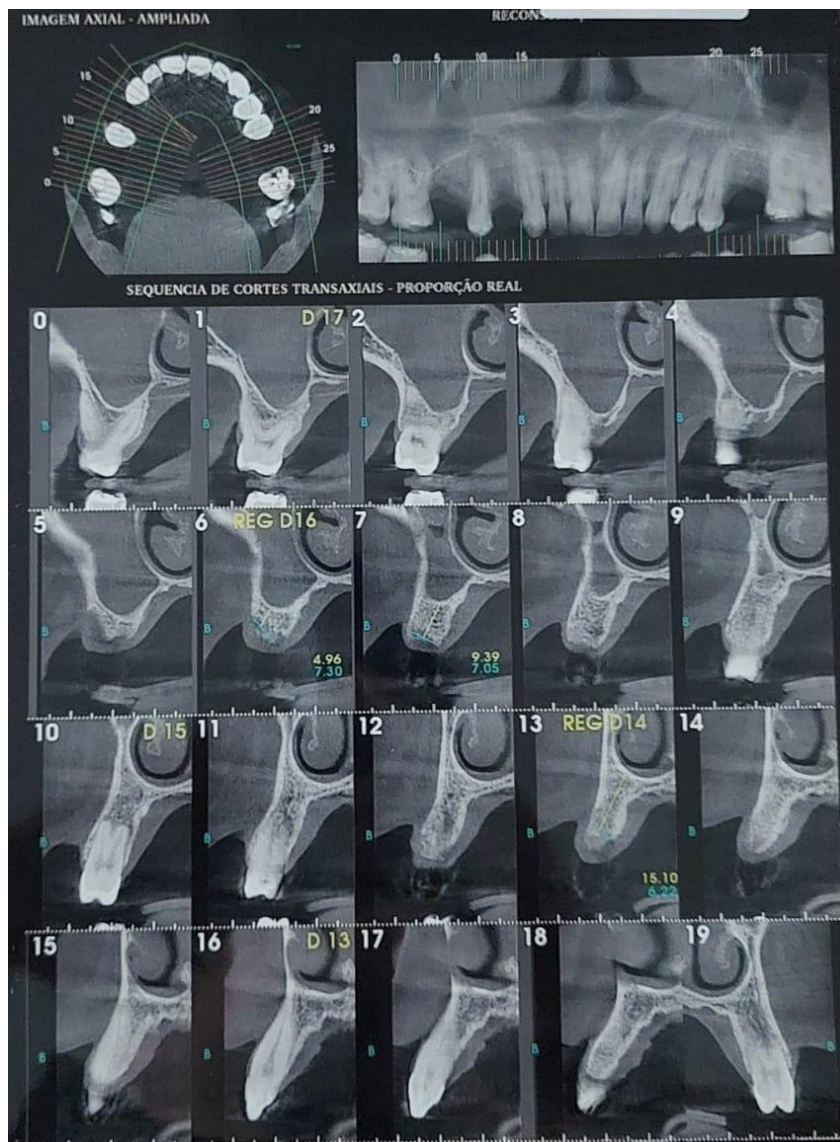 IMAGEM AXIAL - AMPLIADA
0 5 10 15 20 25
15
5
0
20
25
SEQUENCIA DE CORTES TRANSAXIAIS - PROPORÇÃO REAL
0 1 D 17 2 3 4
B B B B B
5 6 REG D16 7 8 9
B B B B B
4.96 9.39
7.30 7.05
10 D 15 11 12 13 REG D14 14
B B B B B
15.10
6.22
15 16 D 13 17 18 19
B B B B B